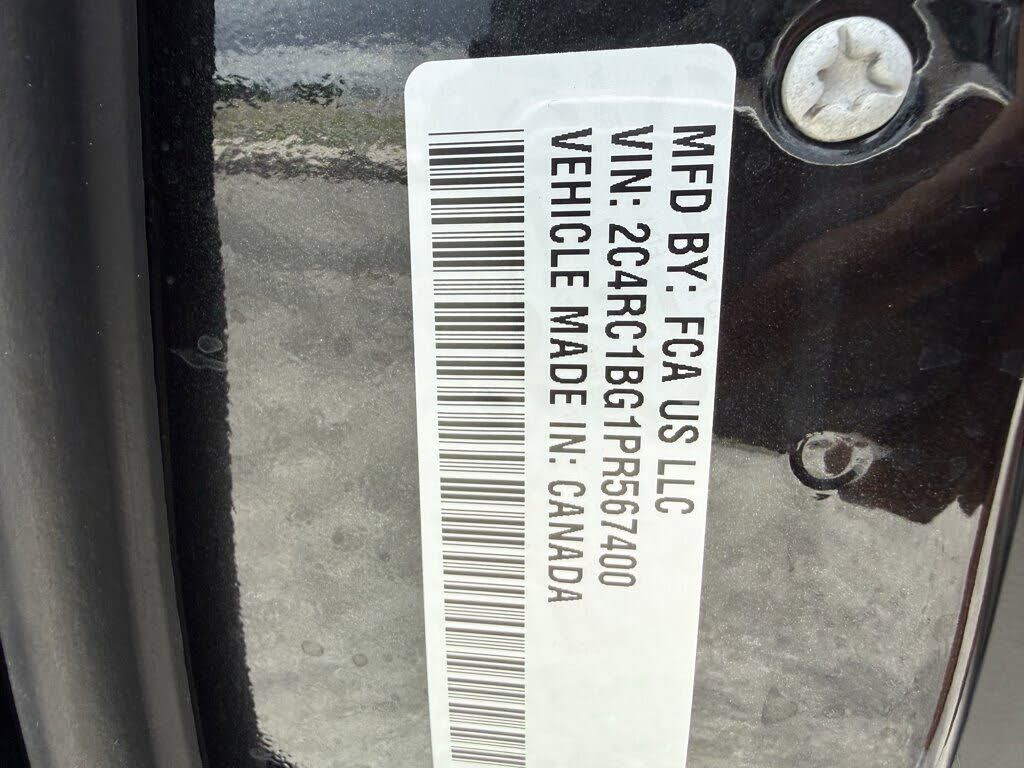 MFD BY: FCA US LLC
VIN: 2C4RC1BG1PR567400
VEHICLE MADE IN: CANADA